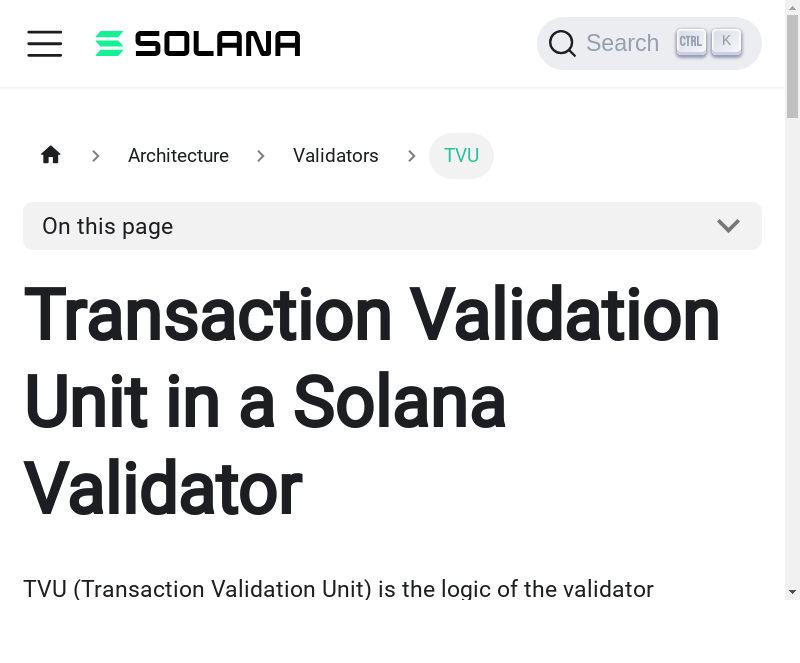 SOLANA
Search CTRL K
Architecture Validators TVU
On this page
Transaction Validation
Unit in a Solana
Validator
TVU (Transaction Validation Unit) is the logic of the validator